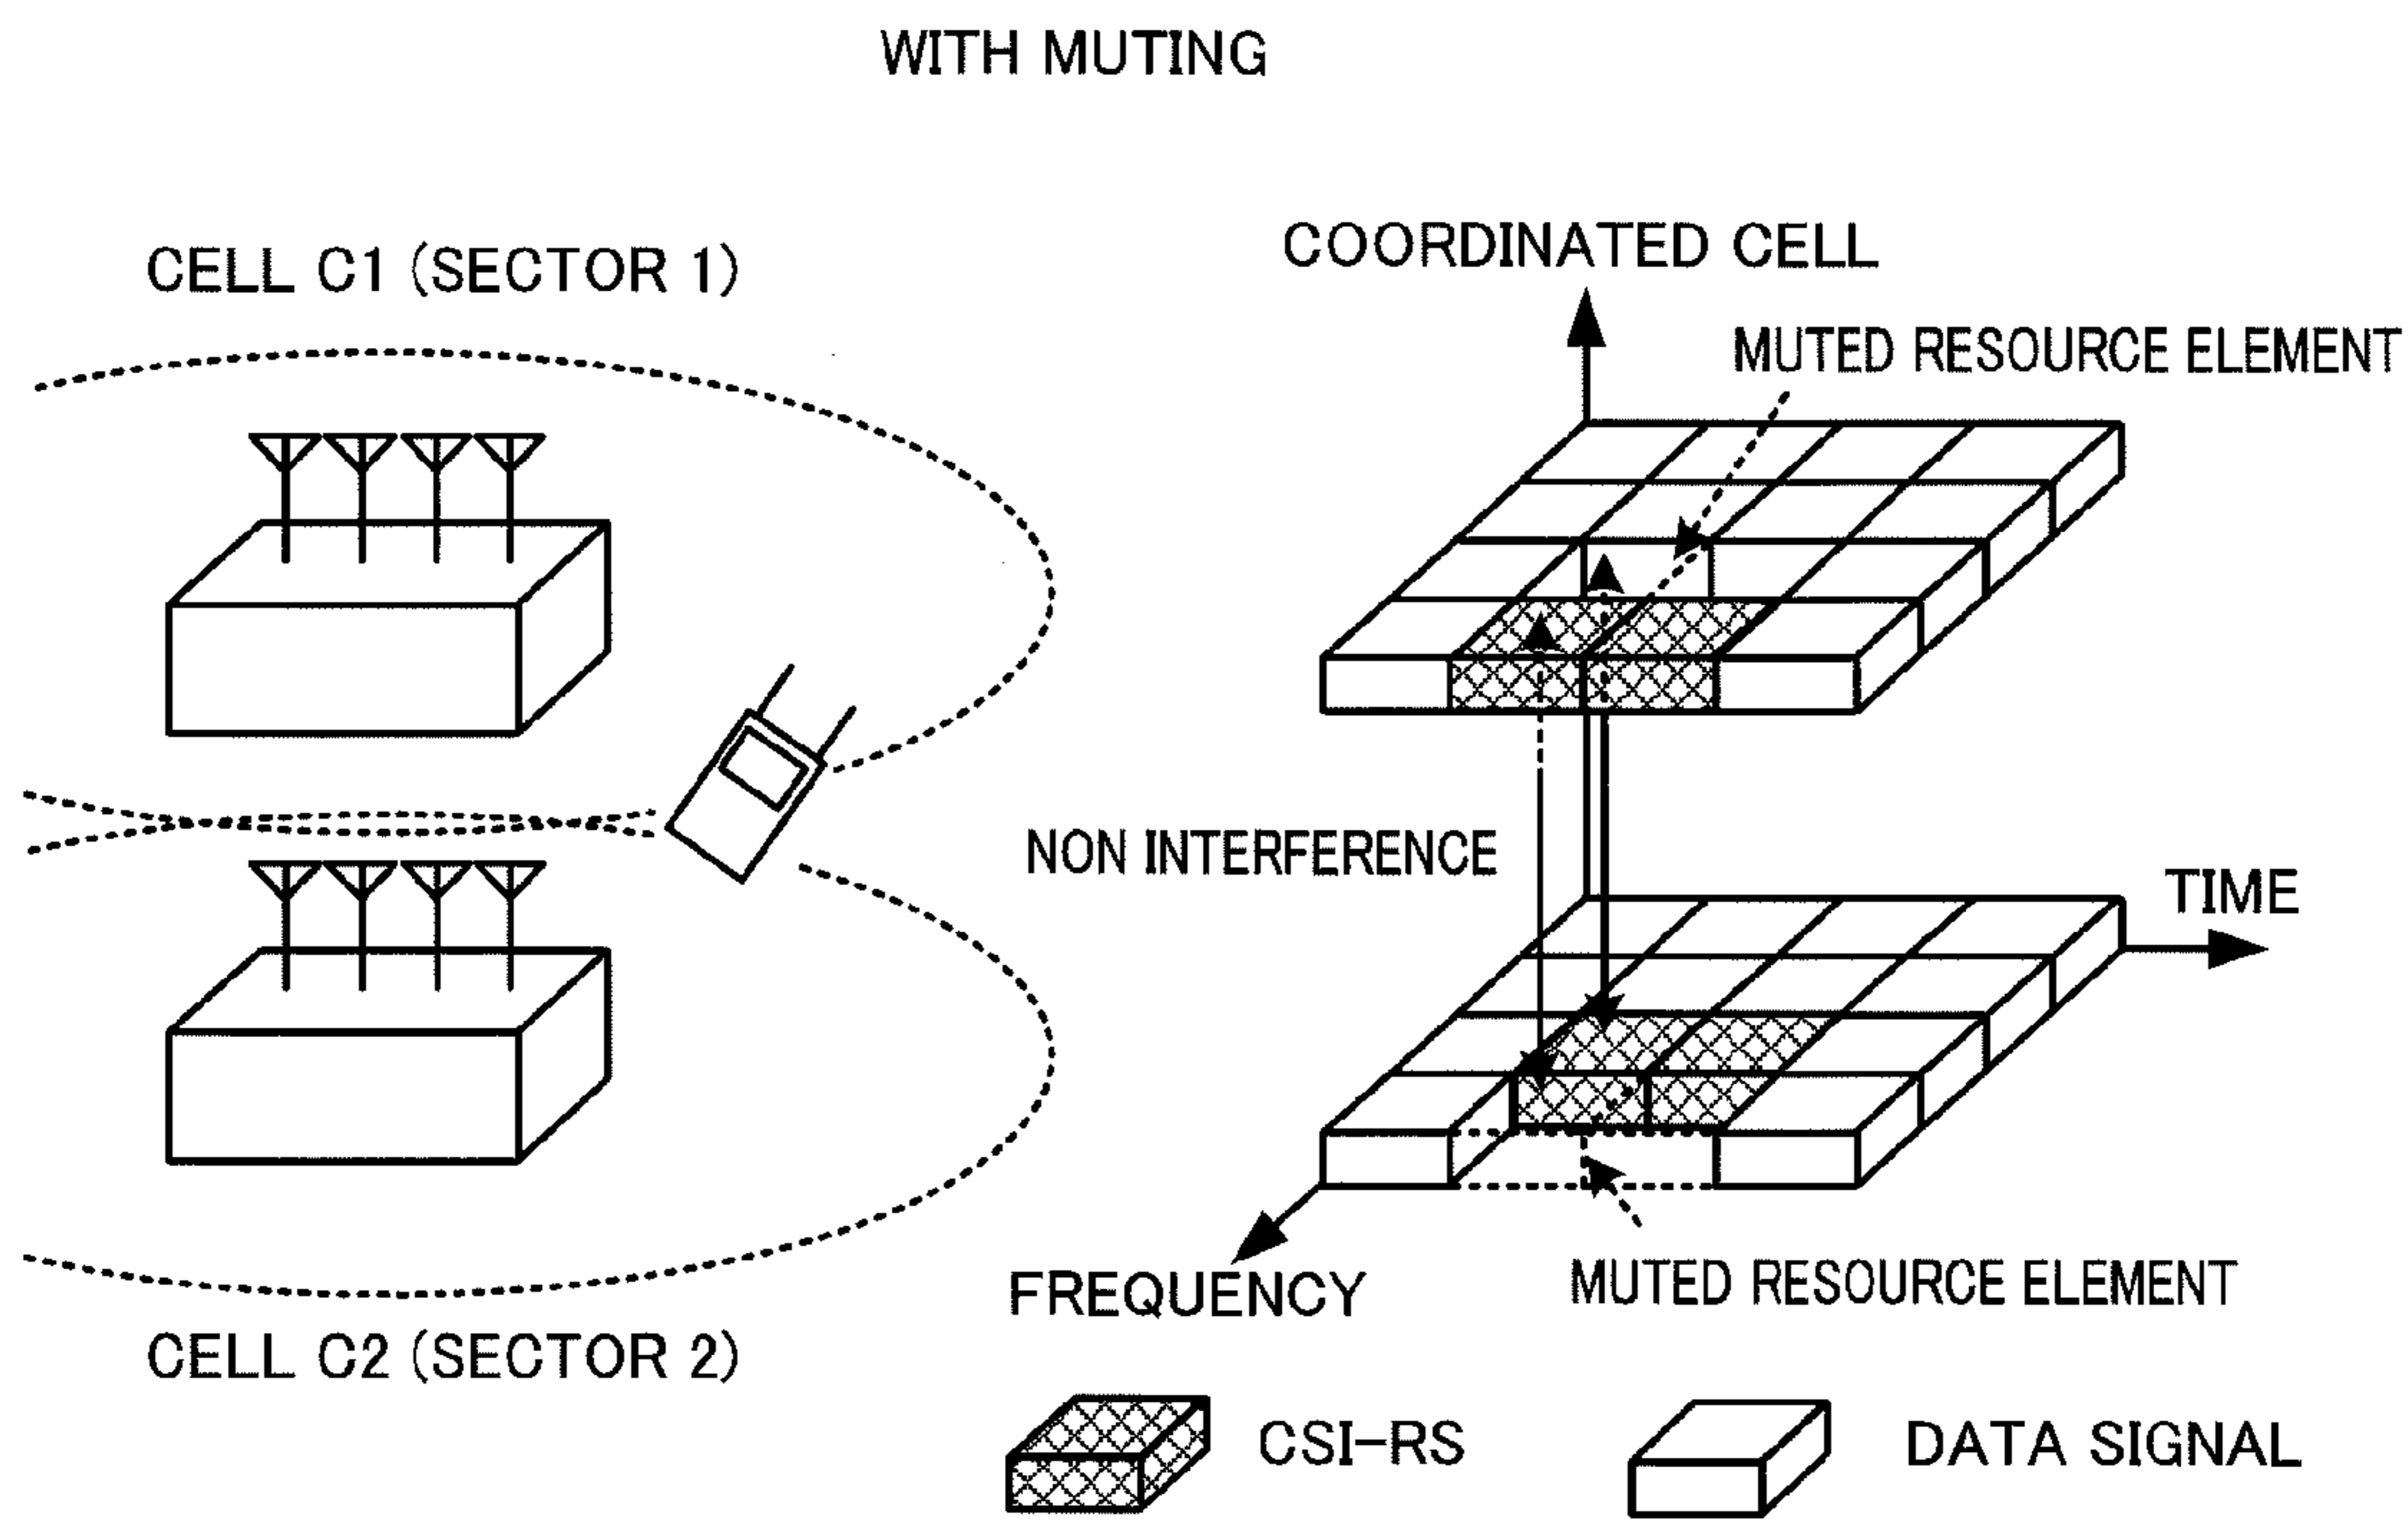 WITH MUTING
COORDINATED CELL
CELL C1 (SECTOR 1)
MUTED RESOURCE ELEMENT
NON INTERFERENCE
TIME
FREQUENCY
MUTED RESOURCE ELEMENT
CELL C2 (SECTOR 2)
CSI-RS
DATA SIGNAL